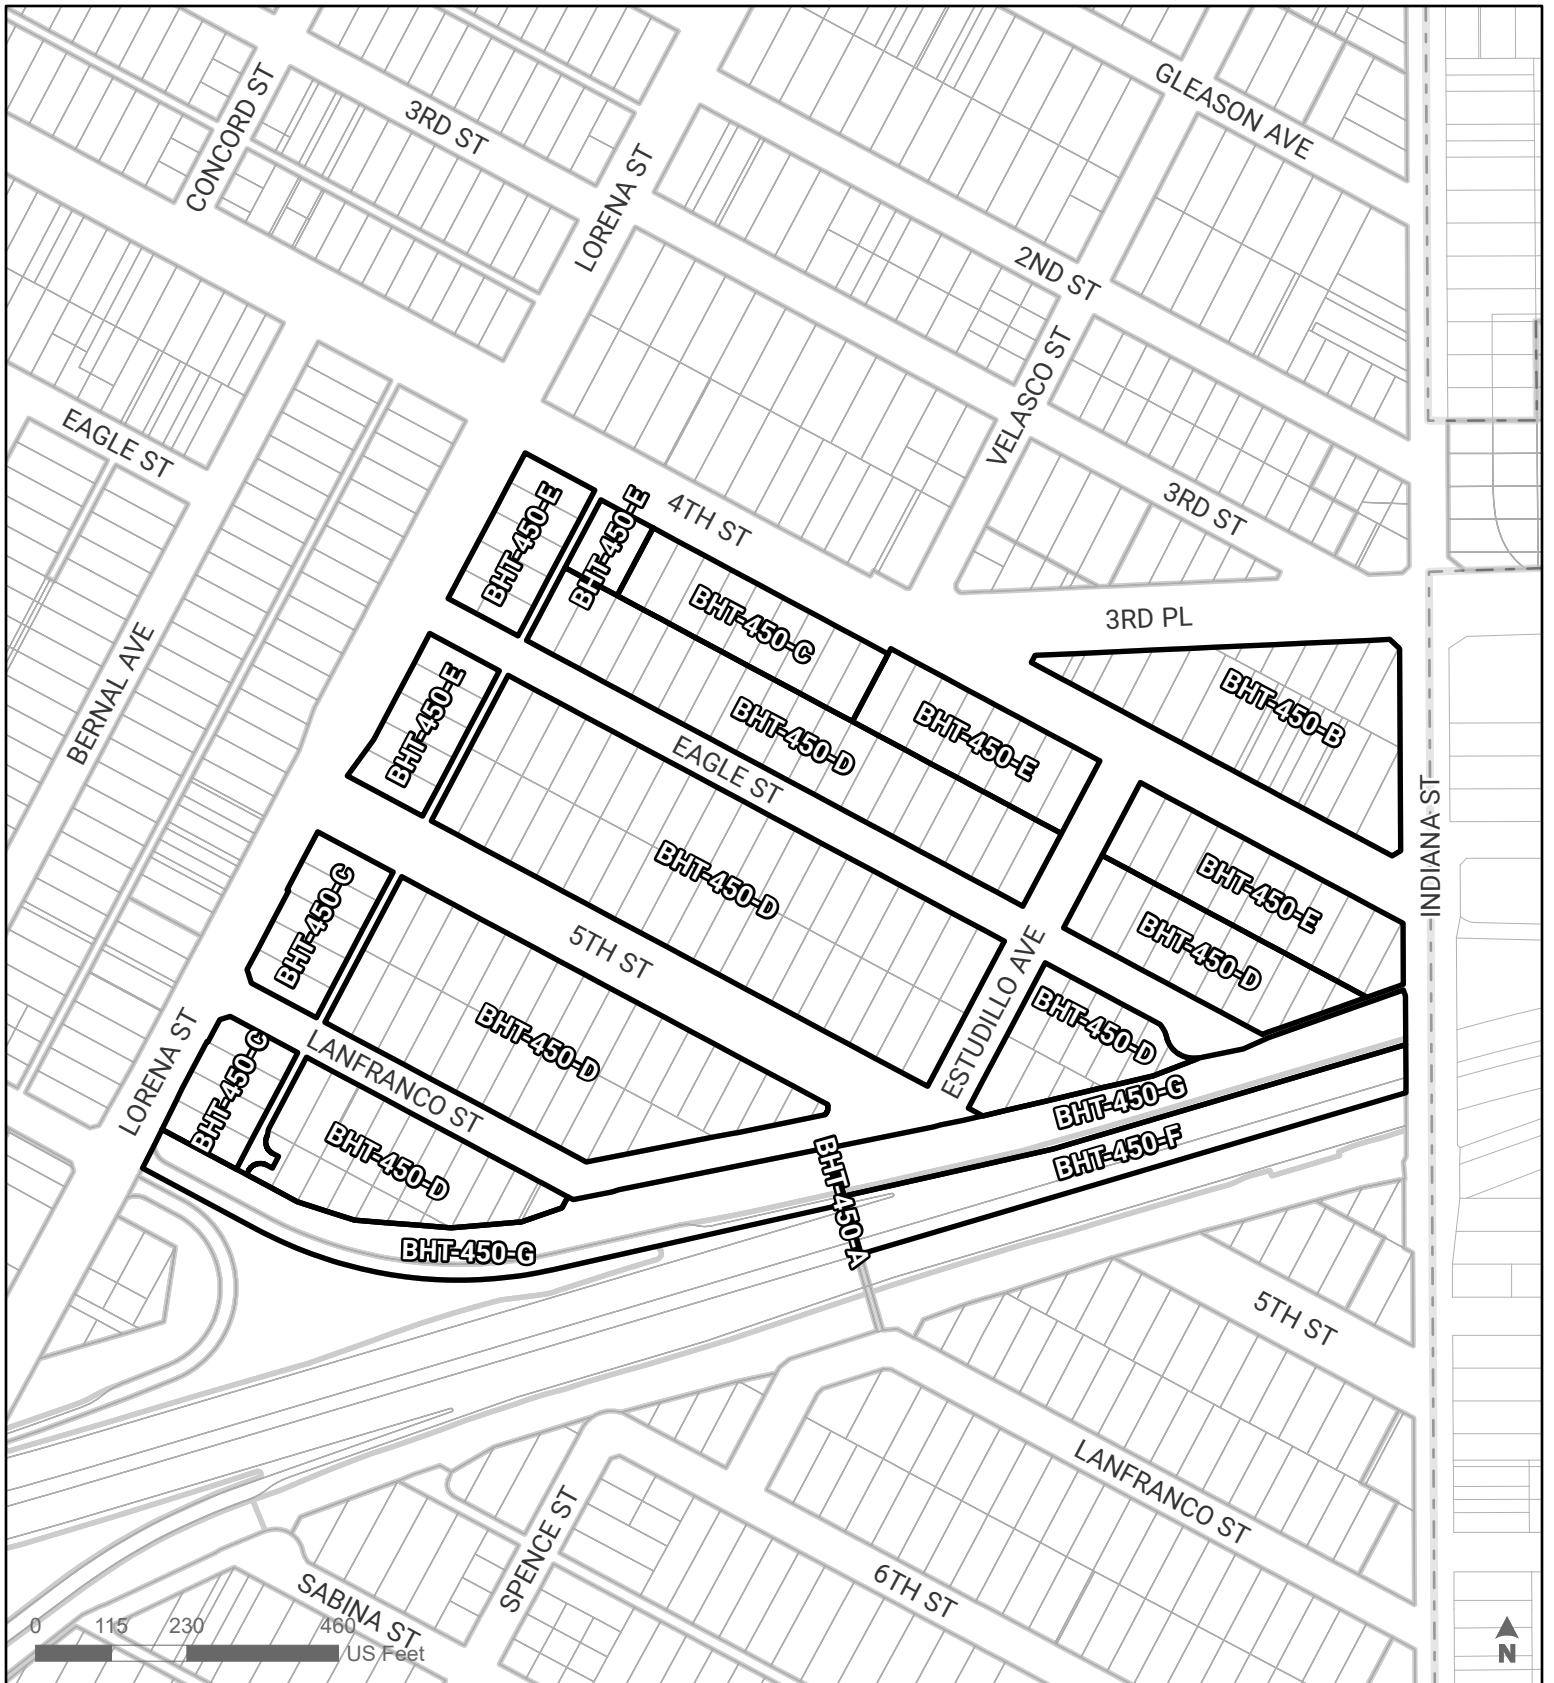 GLEASON AVE
CONCORD ST
3RD ST
LORENA ST
2ND ST
VELASCO ST
EAGLE ST
4TH ST
3RD ST
BHT-450-E
BHT-450-E
BHT-450-C
3RD PL
BERNAL AVE
BHT-450-E
BHT-450-D
BHT-450-E
BHT-450-B
EAGLE ST
INDIANA ST
BHT-450-D
BHT-450-E
BHT-450-C
5TH ST
BHT-450-D
ESTUDILLO AVE
BHT-450-D
BHT-450-D
LORENA ST
BHT-450-C
LANFRANCO ST
BHT-450-G
BHT-450-D
BHT-450-F
BHT-450-A
BHT-450-G
5TH ST
LANFRANCO ST
SPENCE ST
6TH ST
SABINA ST
0 115 230 460
US Feet
N